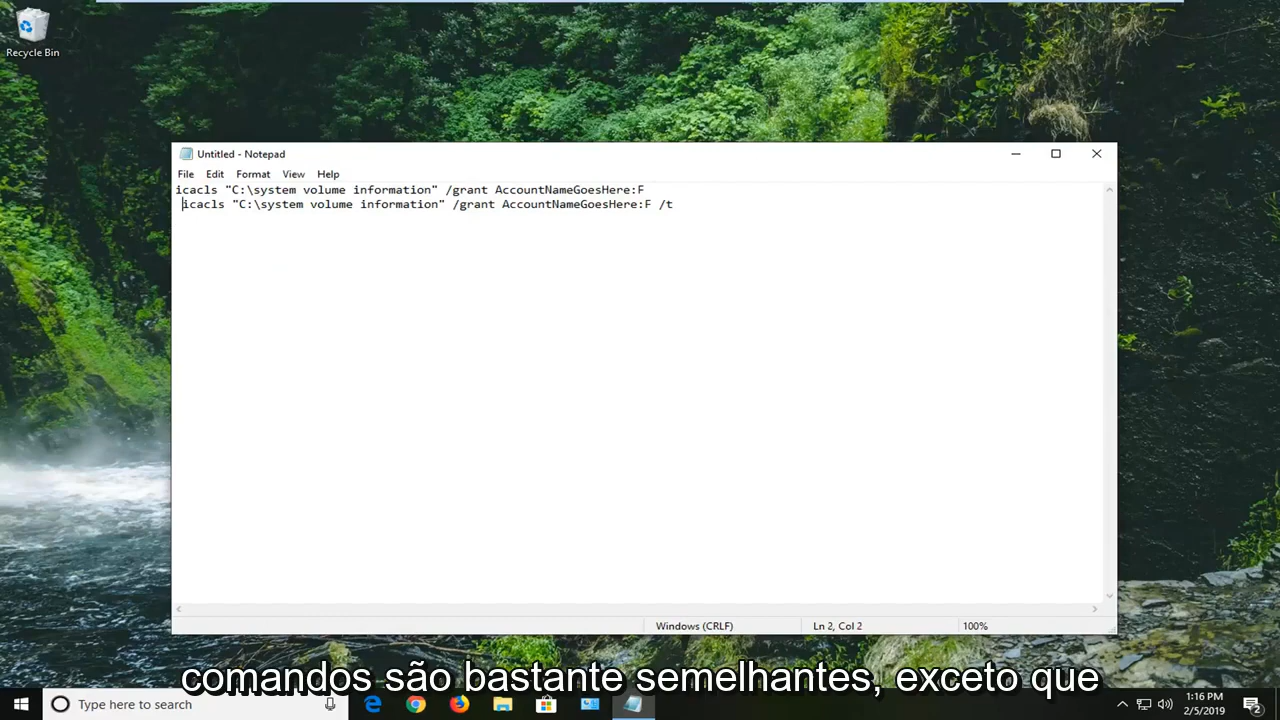 Recycle Bin
Untitled - Notepad
File Edit Format View Help
icacls "C:\system volume information" /grant AccountNameGoesHere:F
icacls "C:\system volume information" /grant AccountNameGoesHere:F /t
Windows (CRLF) Ln 2, Col 2 100%
comandos são bastante semelhantes, exceto que
Type here to search
1:16 PM
2/5/2019
2